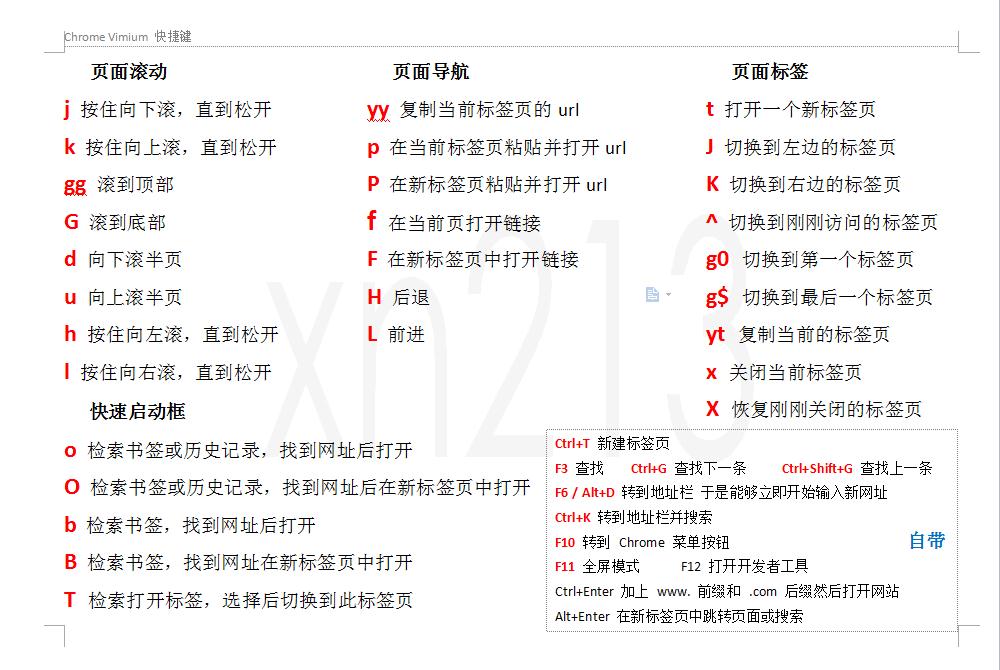 Chrome Vimium 快捷键
页面滚动
j 按住向下滚，直到松开
k 按住向上滚，直到松开
gg 滚到顶部
G 滚到底部
d 向下滚半页
u 向上滚半页
h 按住向左滚，直到松开
l 按住向右滚，直到松开
快速启动框
o 检索书签或历史记录，找到网址后打开
O 检索书签或历史记录，找到网址后在新标签页中打开
b 检索书签，找到网址后打开
B 检索书签，找到网址在新标签页中打开
T 检索打开标签，选择后切换到此标签页
页面导航
yy 复制当前标签页的 url
p 在当前标签页粘贴并打开 url
P 在新标签页粘贴并打开 url
f 在当前页打开链接
F 在新标签页中打开链接
H 后退
L 前进
页面标签
t 打开一个新标签页
J 切换到左边的标签页
K 切换到右边的标签页
^ 切换到刚刚访问的标签页
g0 切换到第一个标签页
g$ 切换到最后一个标签页
yt 复制当前的标签页
x 关闭当前标签页
X 恢复刚刚关闭的标签页
Ctrl+T 新建标签页
F3 查找 Ctrl+G 查找下一条 Ctrl+Shift+G 查找上一条
F6 / Alt+D 转到地址栏 于是能够立即开始输入新网址
Ctrl+K 转到地址栏并搜索
F10 转到 Chrome 菜单按钮
F11 全屏模式 F12 打开开发者工具
Ctrl+Enter 加上 www. 前缀和 .com 后缀然后打开网站
Alt+Enter 在新标签页中跳转页面或搜索
自带
xn213